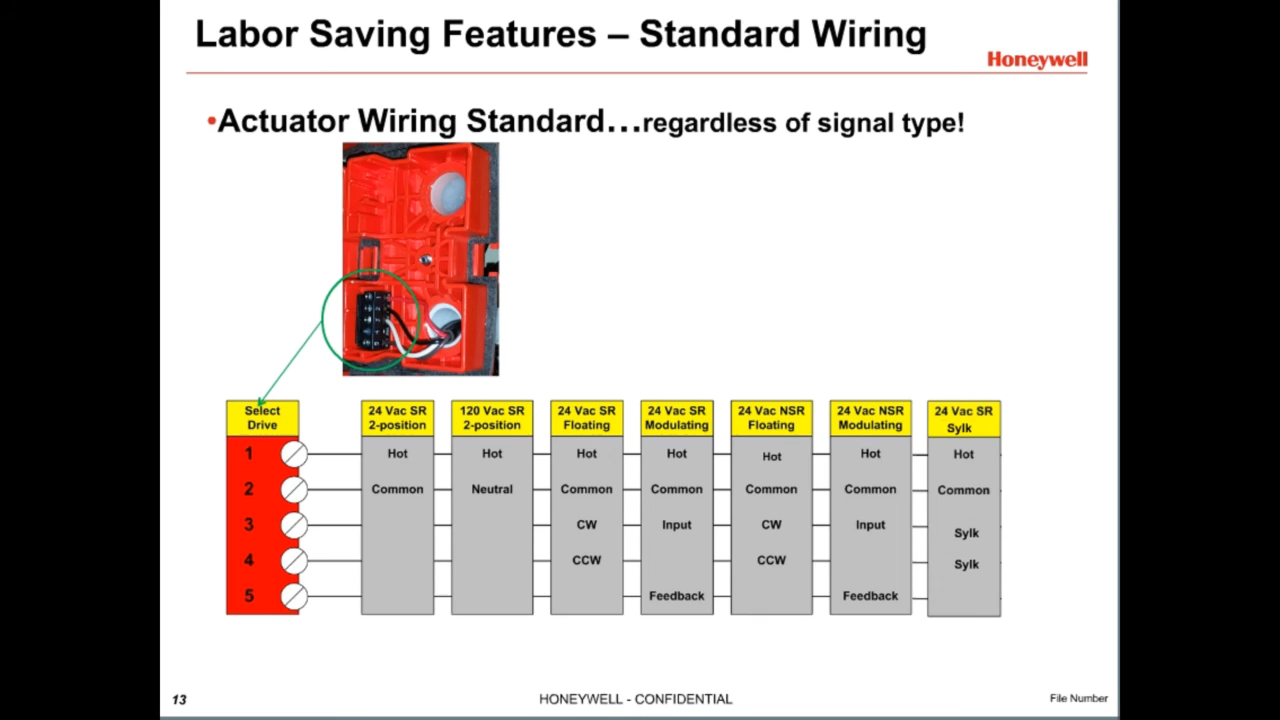 Labor Saving Features – Standard Wiring
Honeywell
•Actuator Wiring Standard…regardless of signal type!
Select Drive
24 Vac SR 2-position
120 Vac SR 2-position
24 Vac SR Floating
24 Vac SR Modulating
24 Vac NSR Floating
24 Vac NSR Modulating
24 Vac SR Sylk
1 Hot Hot Hot Hot Hot Hot Hot
2 Common Neutral Common Common Common Common Common
3 CW Input CW Input Sylk
4 CCW CCW Sylk
5 Feedback Feedback
13 HONEYWELL - CONFIDENTIAL File Number